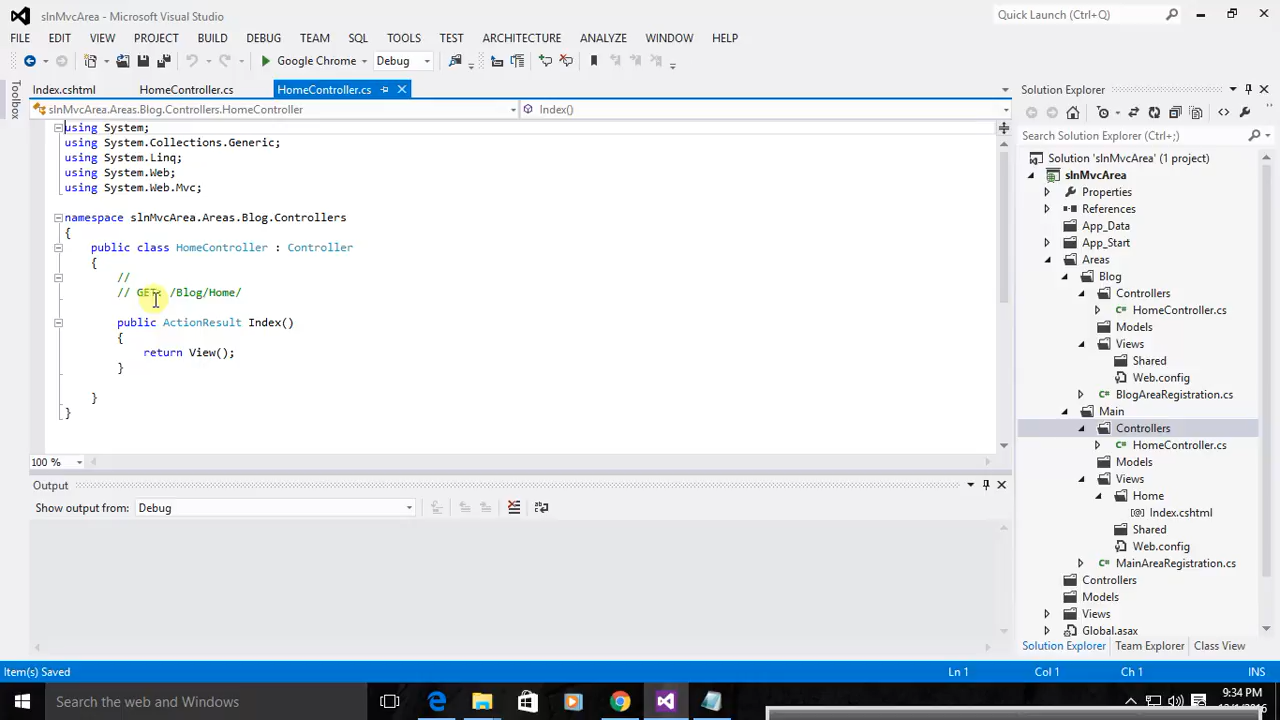 slnMvcArea - Microsoft Visual Studio
Quick Launch (Ctrl+Q)
FILE EDIT VIEW PROJECT BUILD DEBUG TEAM SQL TOOLS TEST ARCHITECTURE ANALYZE WINDOW HELP
Google Chrome Debug
Toolbox
Index.cshtml HomeController.cs HomeController.cs
slnMvcArea.Areas.Blog.Controllers.HomeController Index()
using System;
using System.Collections.Generic;
using System.Linq;
using System.Web;
using System.Web.Mvc;
namespace slnMvcArea.Areas.Blog.Controllers
{
public class HomeController : Controller
{
//
// GET: /Blog/Home/
public ActionResult Index()
{
return View();
}
}
}
100 %
Output
Show output from: Debug
Solution Explorer
Search Solution Explorer (Ctrl+;)
Solution 'slnMvcArea' (1 project)
slnMvcArea
Properties
References
App_Data
App_Start
Areas
Blog
Controllers
HomeController.cs
Models
Views
Shared
Web.config
BlogAreaRegistration.cs
Main
Controllers
HomeController.cs
Models
Views
Home
Index.cshtml
Shared
Web.config
MainAreaRegistration.cs
Controllers
Models
Views
Global.asax
Solution Explorer Team Explorer Class View
Item(s) Saved Ln 1 Col 1 Ch 1 INS
Search the web and Windows
9:34 PM